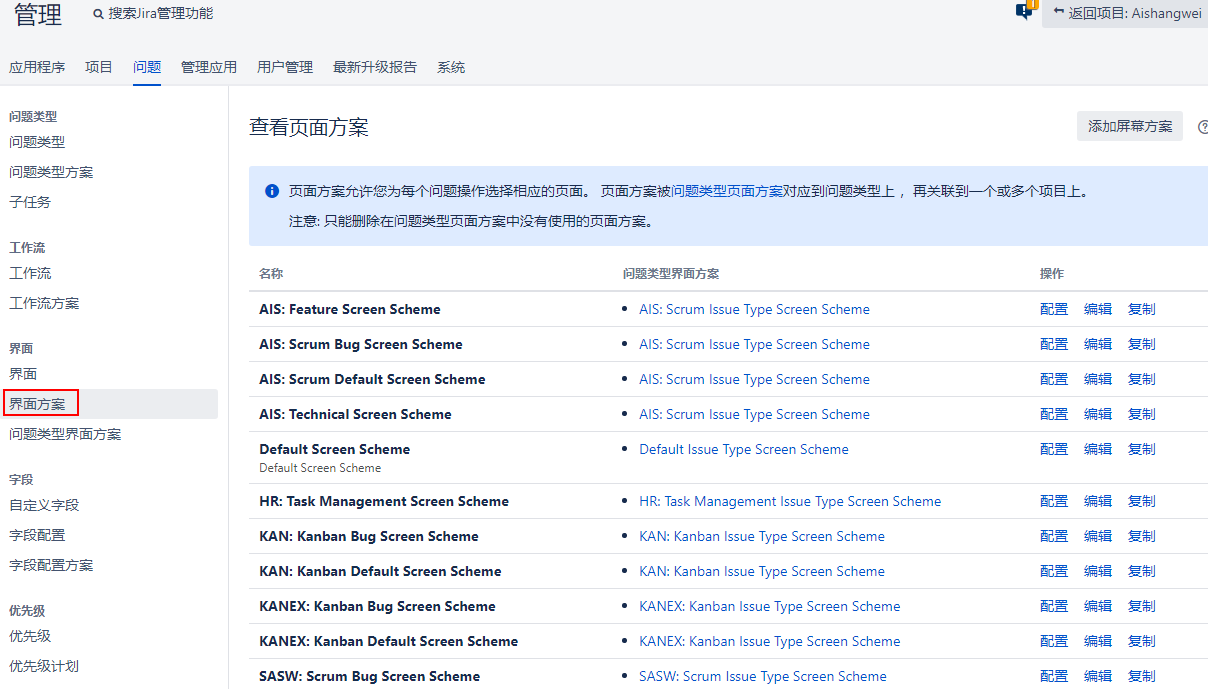 管理
搜索Jira管理功能
返回项目: Aishangwei
应用程序 项目 问题 管理应用 用户管理 最新升级报告 系统
问题类型
问题类型
问题类型方案
子任务
工作流
工作流
工作流方案
界面
界面
界面方案
问题类型界面方案
字段
自定义字段
字段配置
字段配置方案
优先级
优先级
优先级计划
查看页面方案
添加屏幕方案
页面方案允许您为每个问题操作选择相应的页面。 页面方案被问题类型页面方案对应到问题类型上 ，再关联到一个或多个项目上。
注意: 只能删除在问题类型页面方案中没有使用的页面方案。
名称 问题类型界面方案 操作
AIS: Feature Screen Scheme • AIS: Scrum Issue Type Screen Scheme 配置 编辑 复制
AIS: Scrum Bug Screen Scheme • AIS: Scrum Issue Type Screen Scheme 配置 编辑 复制
AIS: Scrum Default Screen Scheme • AIS: Scrum Issue Type Screen Scheme 配置 编辑 复制
AIS: Technical Screen Scheme • AIS: Scrum Issue Type Screen Scheme 配置 编辑 复制
Default Screen Scheme • Default Issue Type Screen Scheme 配置 编辑 复制
Default Screen Scheme
HR: Task Management Screen Scheme • HR: Task Management Issue Type Screen Scheme 配置 编辑 复制
KAN: Kanban Bug Screen Scheme • KAN: Kanban Issue Type Screen Scheme 配置 编辑 复制
KAN: Kanban Default Screen Scheme • KAN: Kanban Issue Type Screen Scheme 配置 编辑 复制
KANEX: Kanban Bug Screen Scheme • KANEX: Kanban Issue Type Screen Scheme 配置 编辑 复制
KANEX: Kanban Default Screen Scheme • KANEX: Kanban Issue Type Screen Scheme 配置 编辑 复制
SASW: Scrum Bug Screen Scheme • SASW: Scrum Issue Type Screen Scheme 配置 编辑 复制